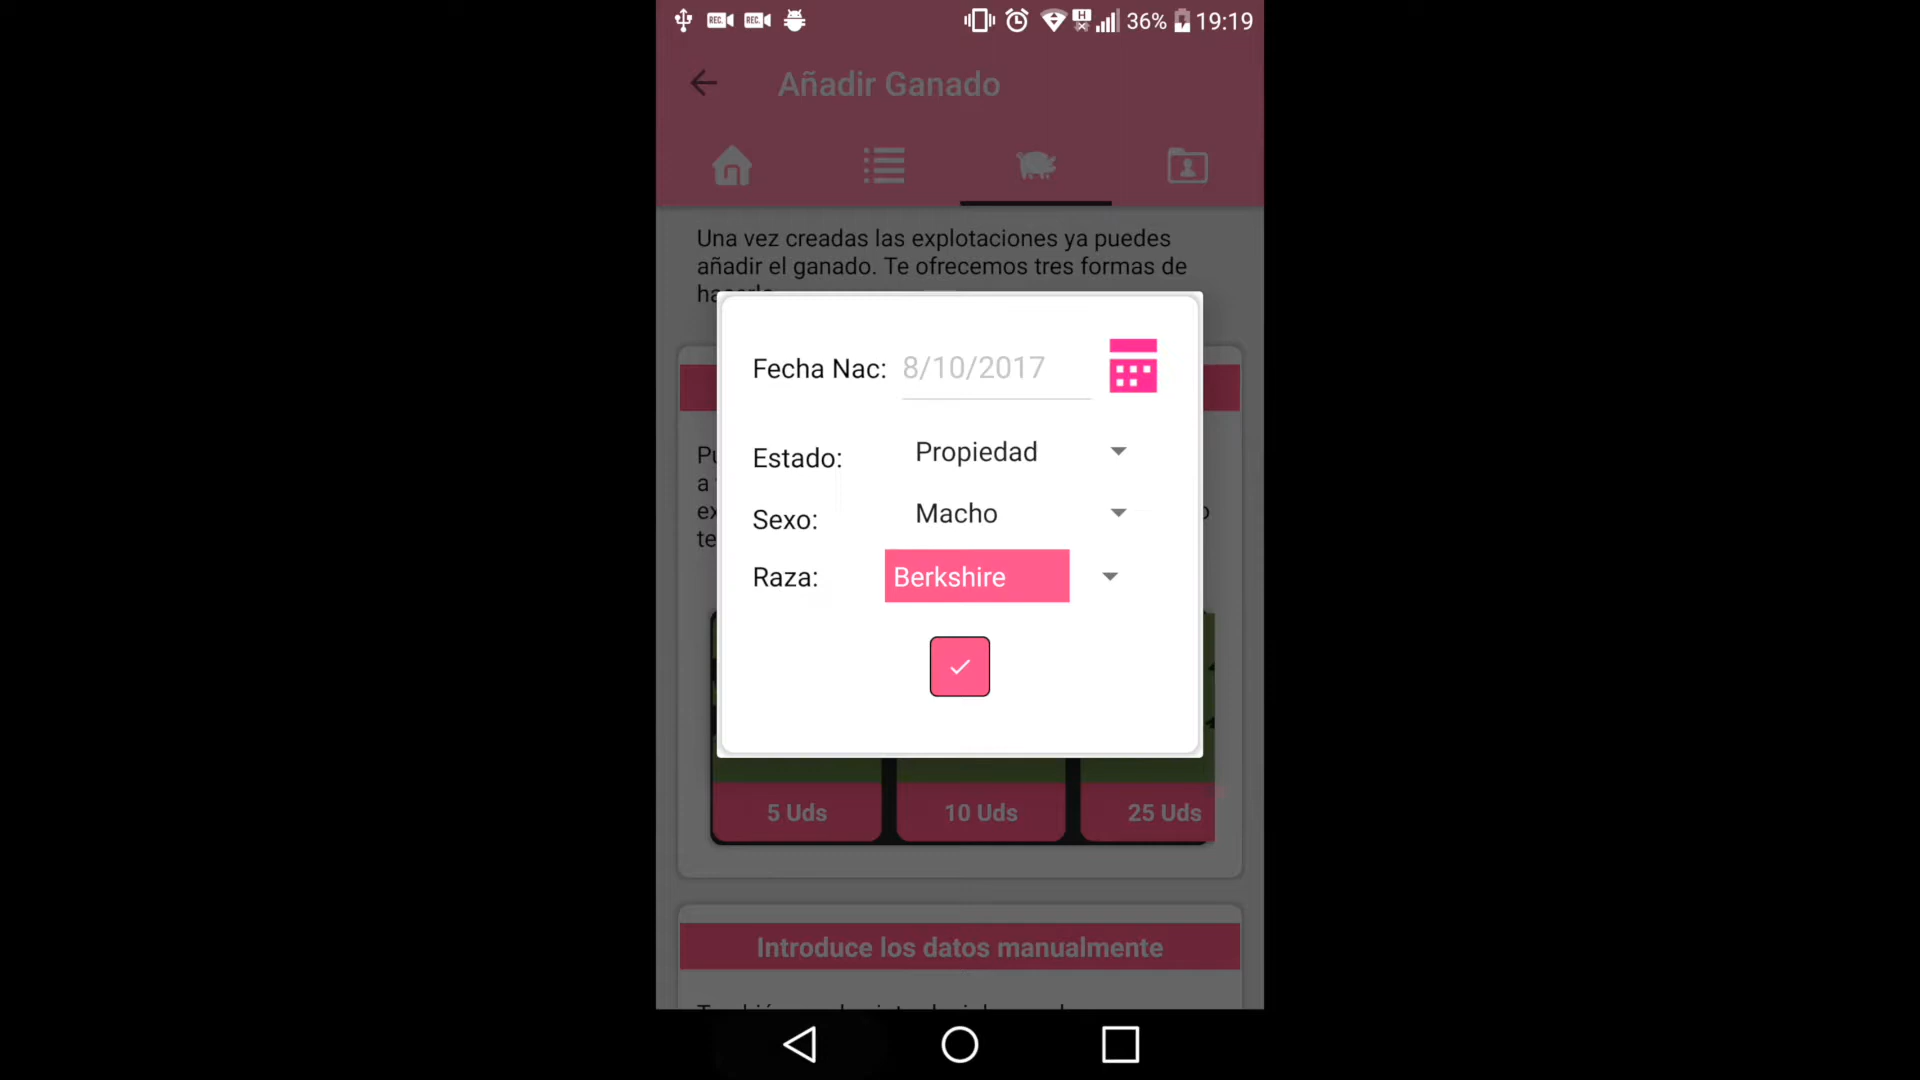 REC. REC. H 36% 19:19
Añadir Ganado
Una vez creadas las explotaciones ya puedes
añadir el ganado. Te ofrecemos tres formas de
Fecha Nac: 8/10/2017
Estado: Propiedad
Sexo: Macho
Raza: Berkshire
5 Uds 10 Uds 25 Uds
Introduce los datos manualmente